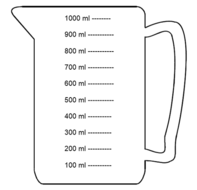 1000 ml --------
900 ml ----------
800 ml ----------
700 ml ----------
600 ml ----------
500 ml ----------
400 ml ----------
300 ml ----------
200 ml ----------
100 ml ----------